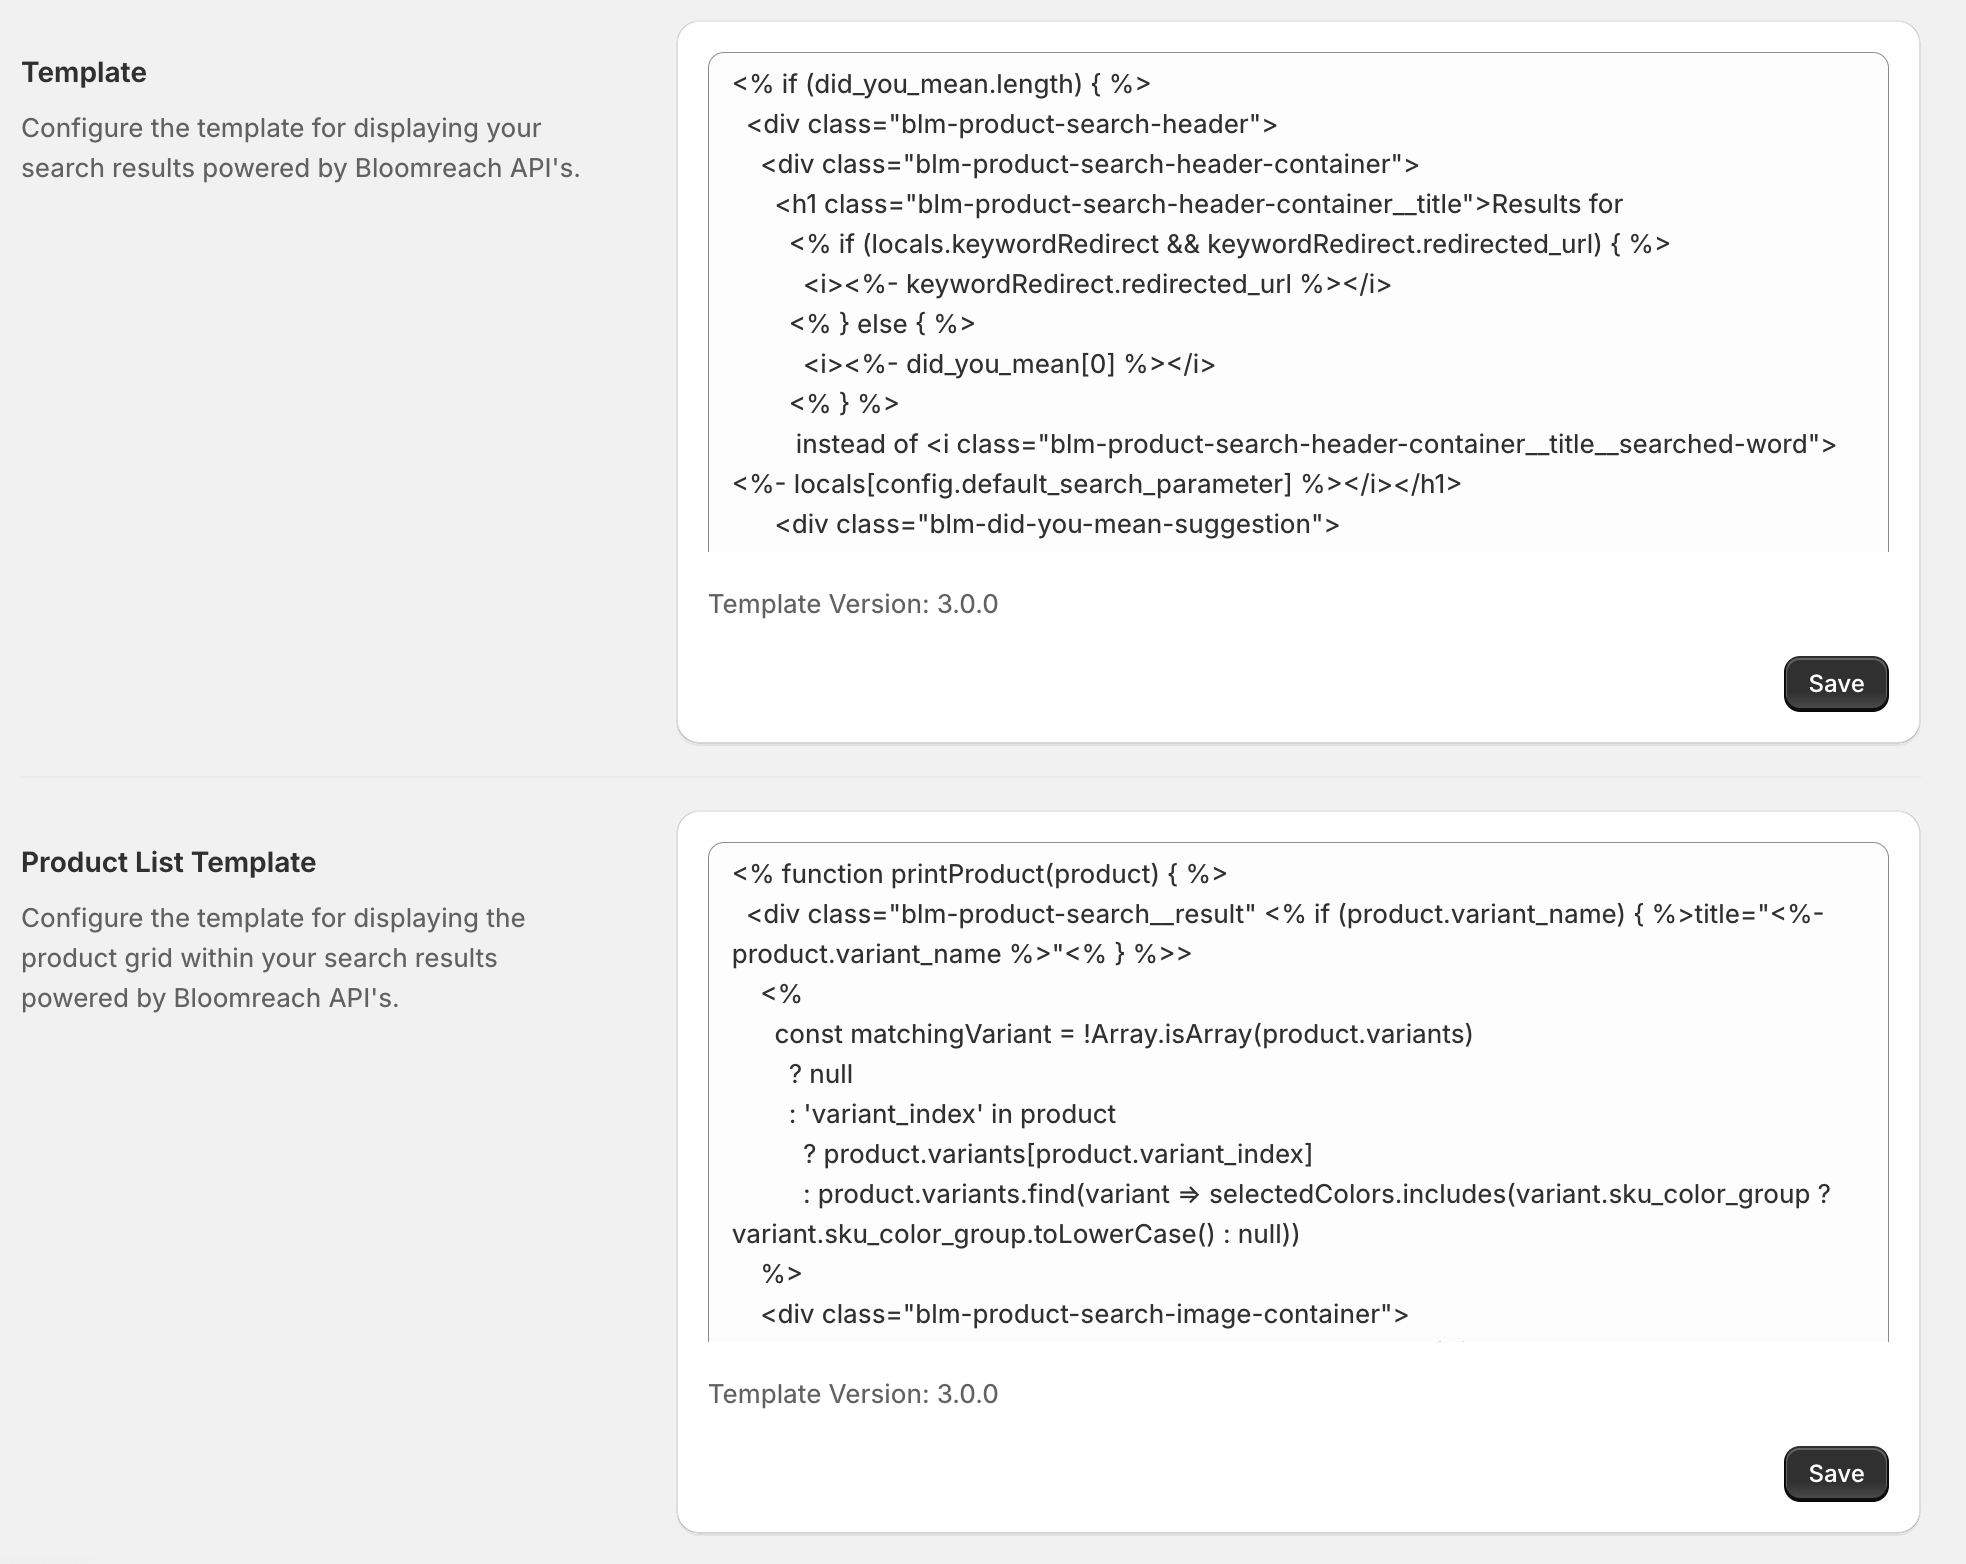 Template
Configure the template for displaying your
search results powered by Bloomreach API's.
<% if (did_you_mean.length) { %>
<div class="blm-product-search-header">
<div class="blm-product-search-header-container">
<h1 class="blm-product-search-header-container__title">Results for
<% if (locals.keywordRedirect && keywordRedirect.redirected_url) { %>
<i><%- keywordRedirect.redirected_url %></i>
<% } else { %>
<i><%- did_you_mean[0] %></i>
<% } %>
instead of <i class="blm-product-search-header-container__title__searched-word">
<%- locals[config.default_search_parameter] %></i></h1>
<div class="blm-did-you-mean-suggestion">
Template Version: 3.0.0
Save
Product List Template
Configure the template for displaying the
product grid within your search results
powered by Bloomreach API's.
<% function printProduct(product) { %>
<div class="blm-product-search__result" <% if (product.variant_name) { %>title="<%-
product.variant_name %>"<% } %>>
<%
const matchingVariant = !Array.isArray(product.variants)
? null
: 'variant_index' in product
? product.variants[product.variant_index]
: product.variants.find(variant => selectedColors.includes(variant.sku_color_group ?
variant.sku_color_group.toLowerCase() : null))
%>
<div class="blm-product-search-image-container">
Template Version: 3.0.0
Save